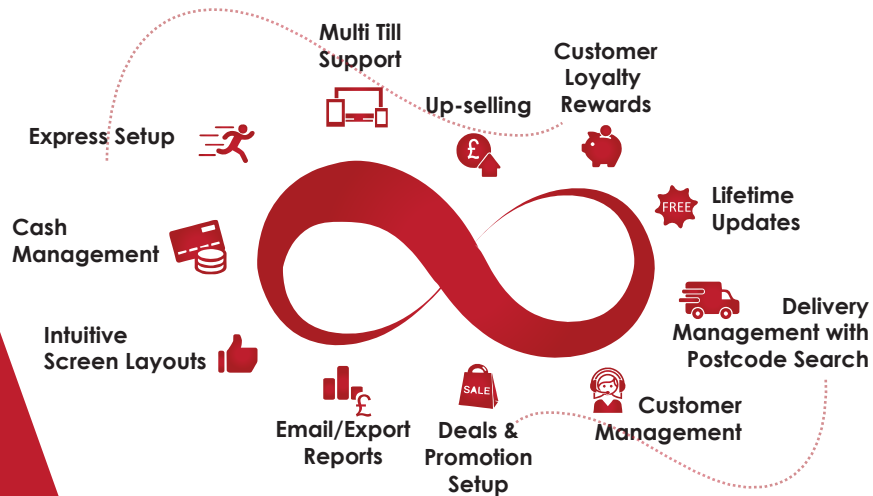 Multi Till
Support
Customer
Loyalty
Rewards
Up-selling
Express Setup
£
FREE
Lifetime
Updates
Cash
Management
Delivery
Management with
Postcode Search
Intuitive
Screen Layouts
£
SALE
Customer
Management
Email/Export
Reports
Deals &
Promotion
Setup